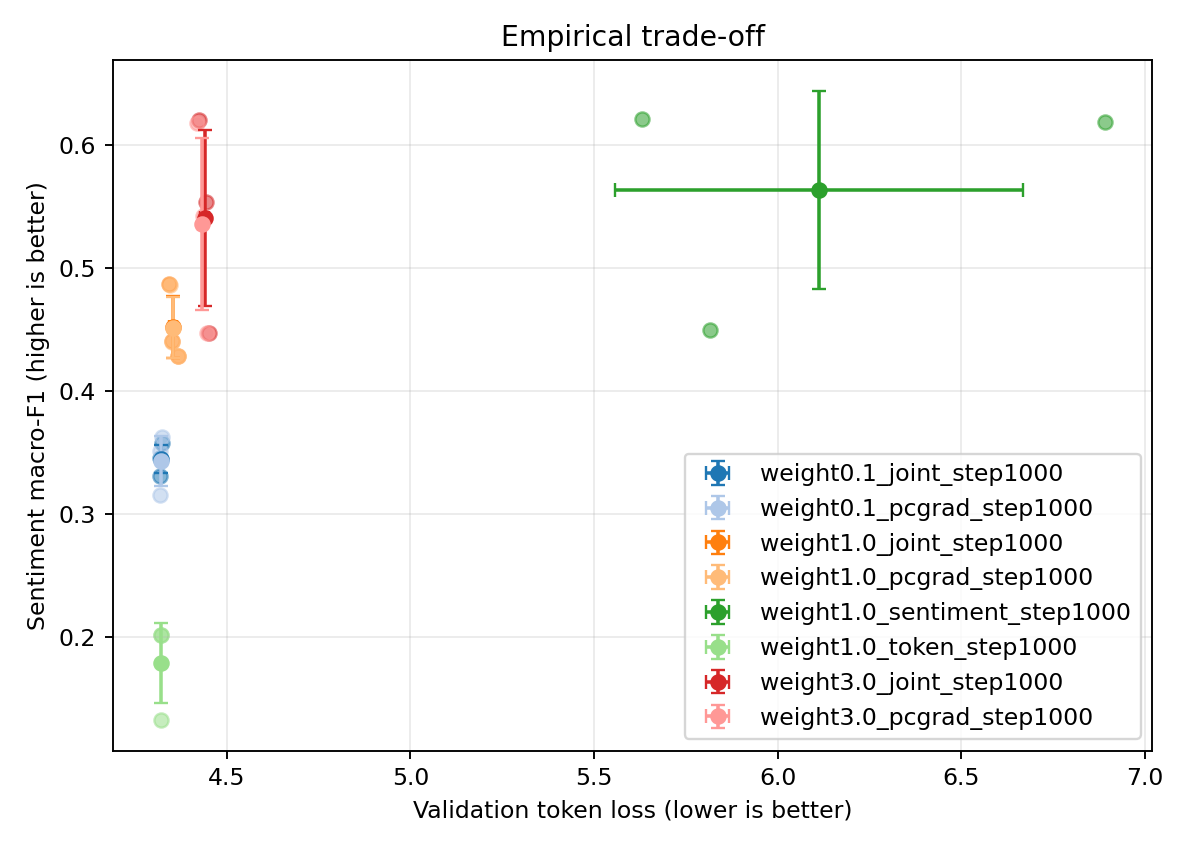 Empirical trade-off
Sentiment macro-F1 (higher is better)
0.6
0.5
0.4
0.3
0.2
4.5
5.0
5.5
6.0
6.5
7.0
Validation token loss (lower is better)
weight0.1_joint_step1000
weight0.1_pcgrad_step1000
weight1.0_joint_step1000
weight1.0_pcgrad_step1000
weight1.0_sentiment_step1000
weight1.0_token_step1000
weight3.0_joint_step1000
weight3.0_pcgrad_step1000